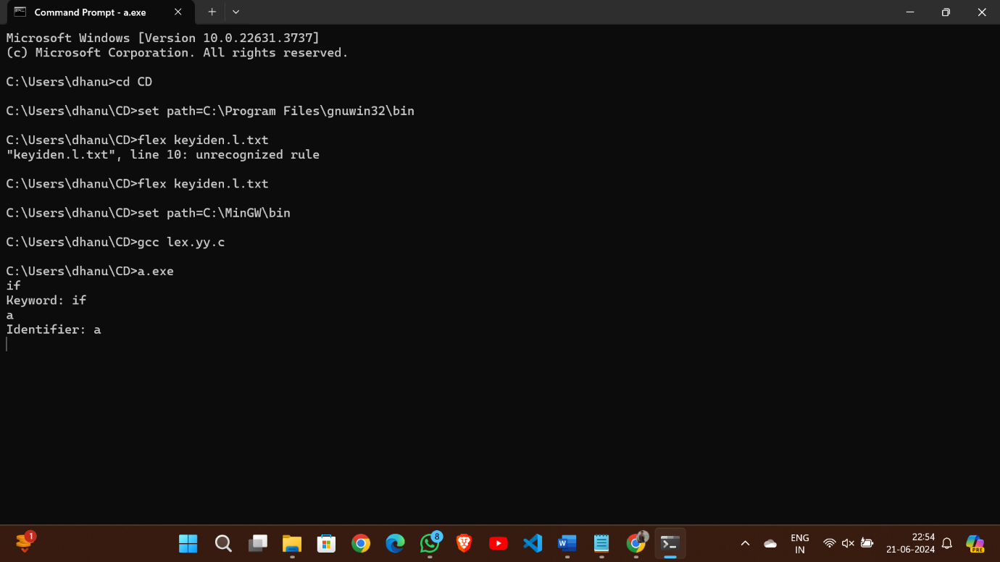 Command Prompt - a.exe
Microsoft Windows [Version 10.0.22631.3737]
(c) Microsoft Corporation. All rights reserved.
C:\Users\dhanu>cd CD
C:\Users\dhanu\CD>set path=C:\Program Files\gnuwin32\bin
C:\Users\dhanu\CD>flex keyiden.l.txt
"keyiden.l.txt", line 10: unrecognized rule
C:\Users\dhanu\CD>flex keyiden.l.txt
C:\Users\dhanu\CD>set path=C:\MinGW\bin
C:\Users\dhanu\CD>gcc lex.yy.c
C:\Users\dhanu\CD>a.exe
if
Keyword: if
a
Identifier: a
1
8
W
ENG
IN
22:54
21-06-2024
PRE